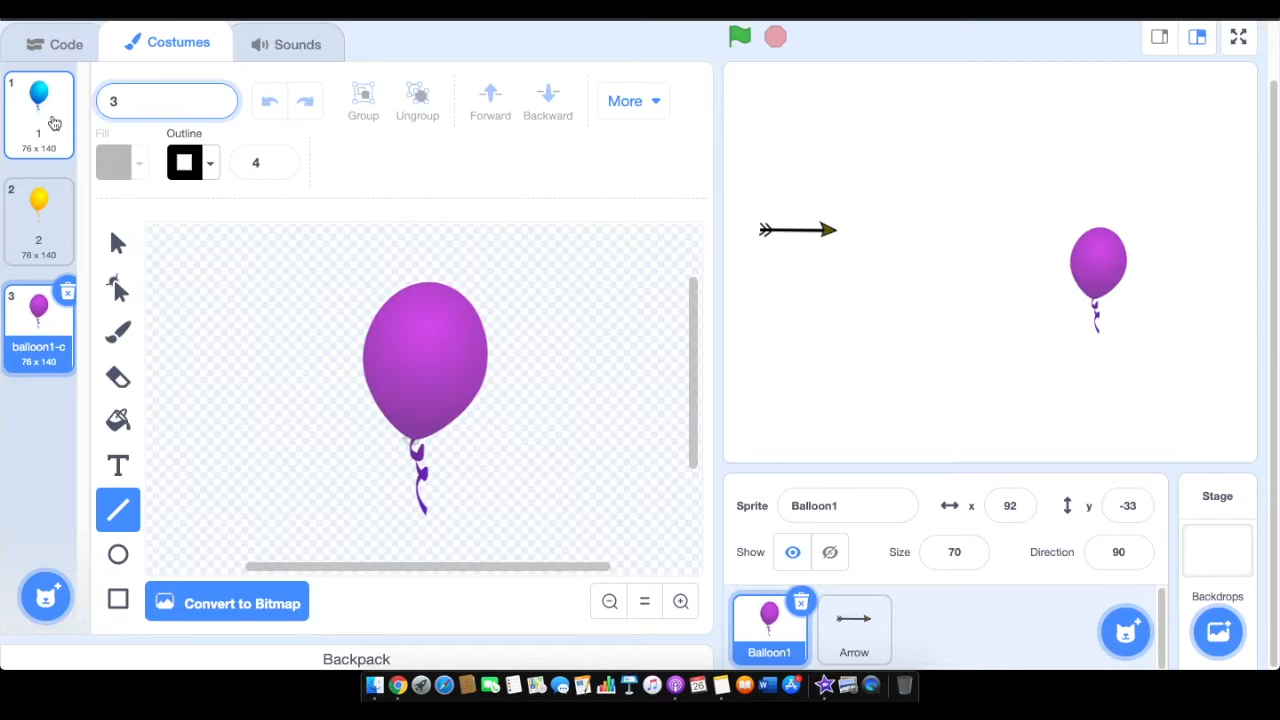 Code
Costumes
Sounds
1
1
76 x 140
2
2
76 x 140
3
balloon1-c
76 x 140
3
Group
Ungroup
Forward
Backward
More
Fill
Outline
4
T
Convert to Bitmap
Backpack
Sprite
Balloon1
x
92
y
-33
Show
Size
70
Direction
90
Balloon1
Arrow
Stage
Backdrops
26